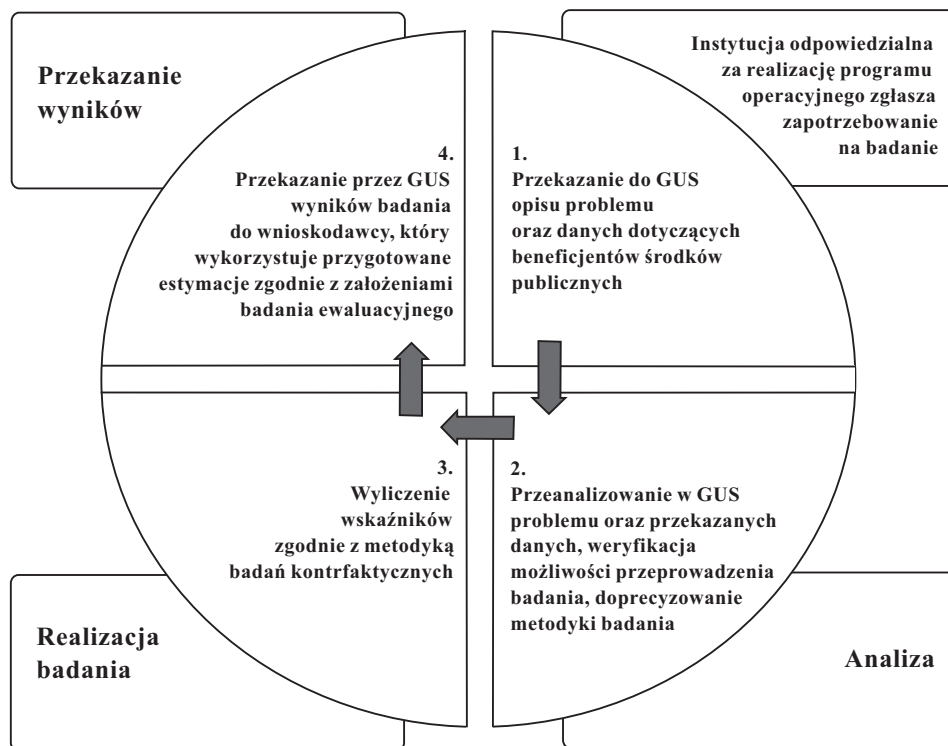 Instytucja odpowiedzialna
za realizację programu
operacyjnego zgłasza
zapotrzebowanie
na badanie
1.
Przekazanie do GUS
opisu problemu
oraz danych dotyczących
beneficjentów środków
publicznych
2.
Przeanalizowanie w GUS
problemu oraz przekazanych
danych, weryfikacja
możliwości przeprowadzenia
badania, doprecyzowanie
metodyki badania
Analiza
3.
Wyliczenie
wskaźników
zgodnie z metodyką
badań kontrfaktycznych
Realizacja
badania
4.
Przekazanie przez GUS
wyników badania
do wnioskodawcy, który
wykorzystuje przygotowane
estymacje zgodnie z założeniami
badania ewaluacyjnego
Przekazanie
wyników